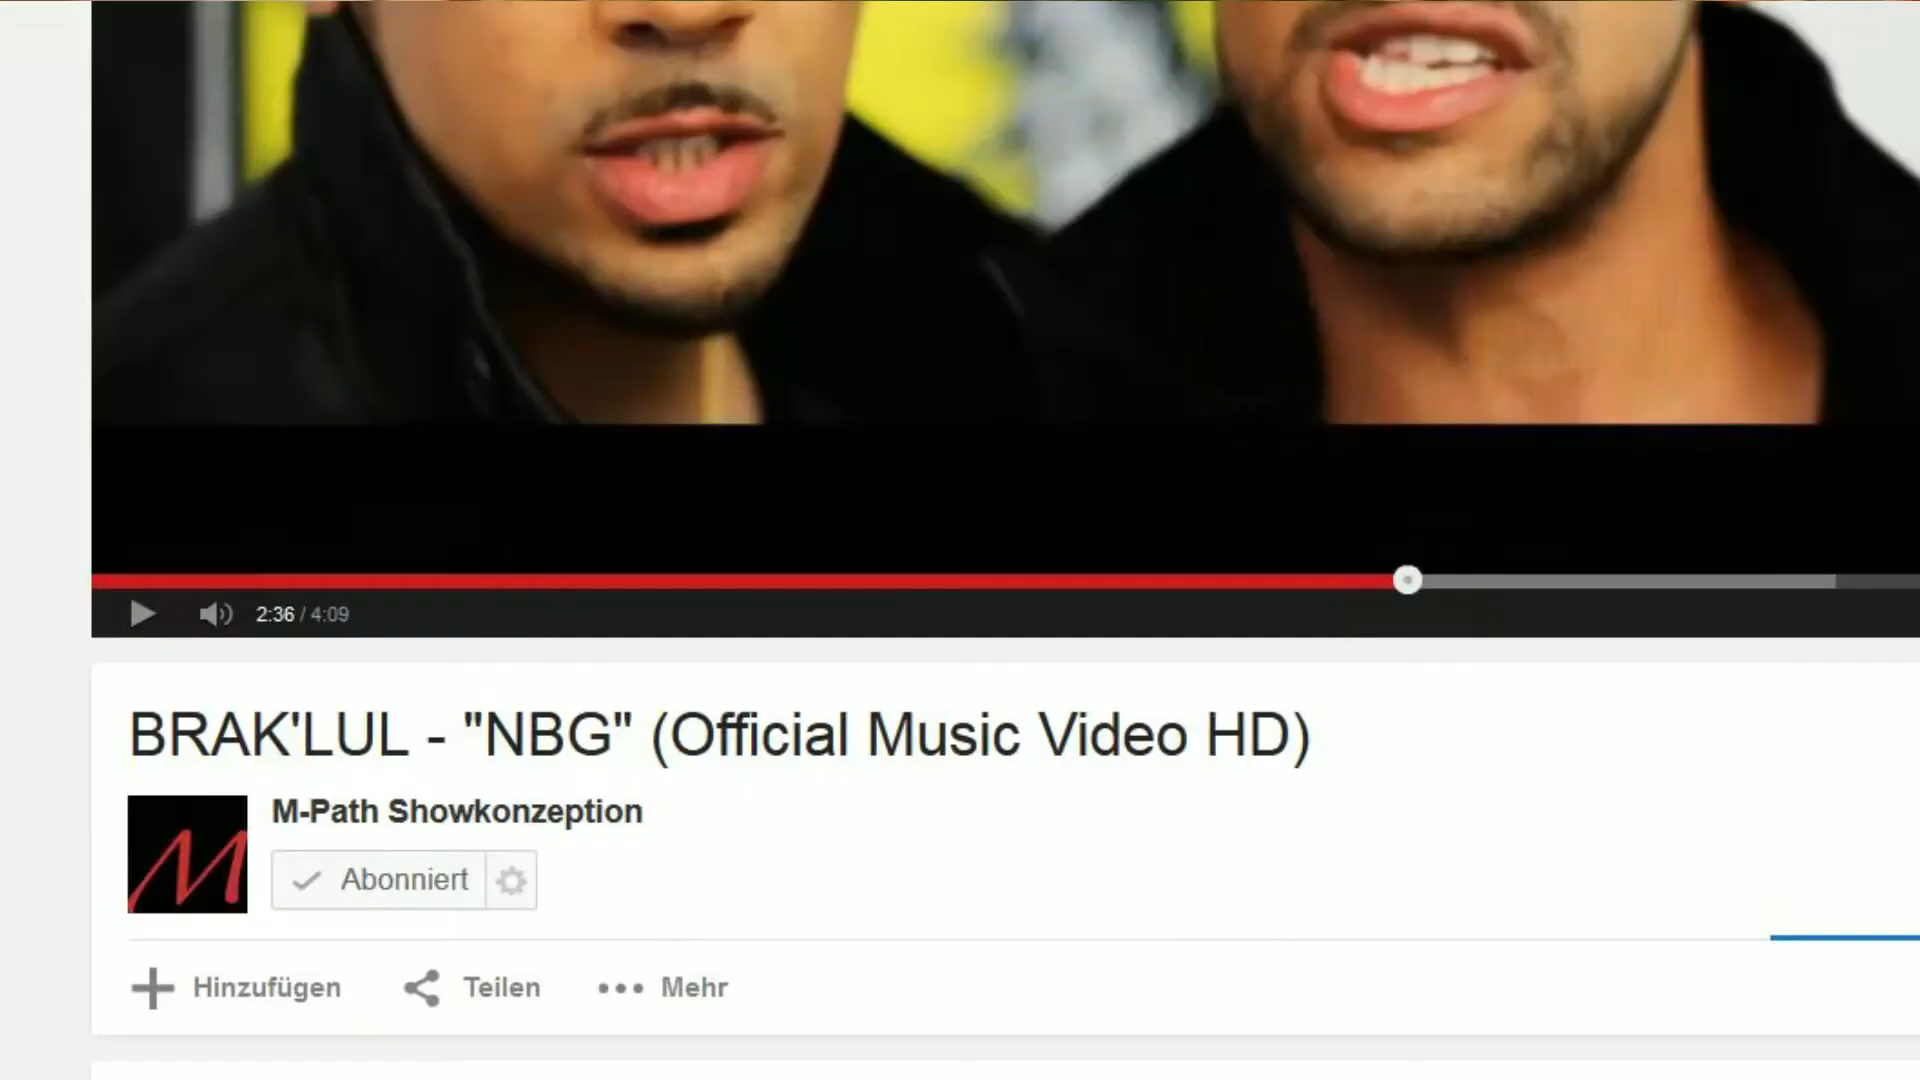 2:36 / 4:09
BRAK'LUL - "NBG" (Official Music Video HD)
M
M-Path Showkonzeption
Abonniert
Hinzufügen
Teilen
Mehr